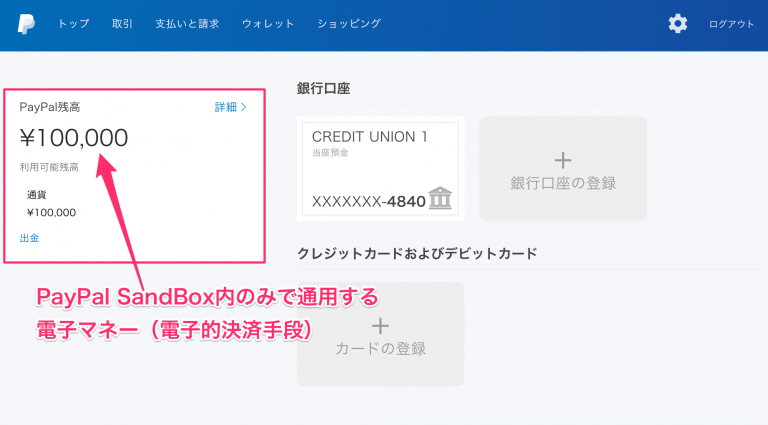 トップ 取引 支払いと請求 ウォレット ショッピング ログアウト
PayPal残高 詳細
¥100,000
利用可能残高
通貨
¥100,000
出金
銀行口座
CREDIT UNION 1
当座預金
XXXXXXX-4840
銀行口座の登録
クレジットカードおよびデビットカード
カードの登録
PayPal SandBox内のみで通用する
電子マネー（電子的決済手段）